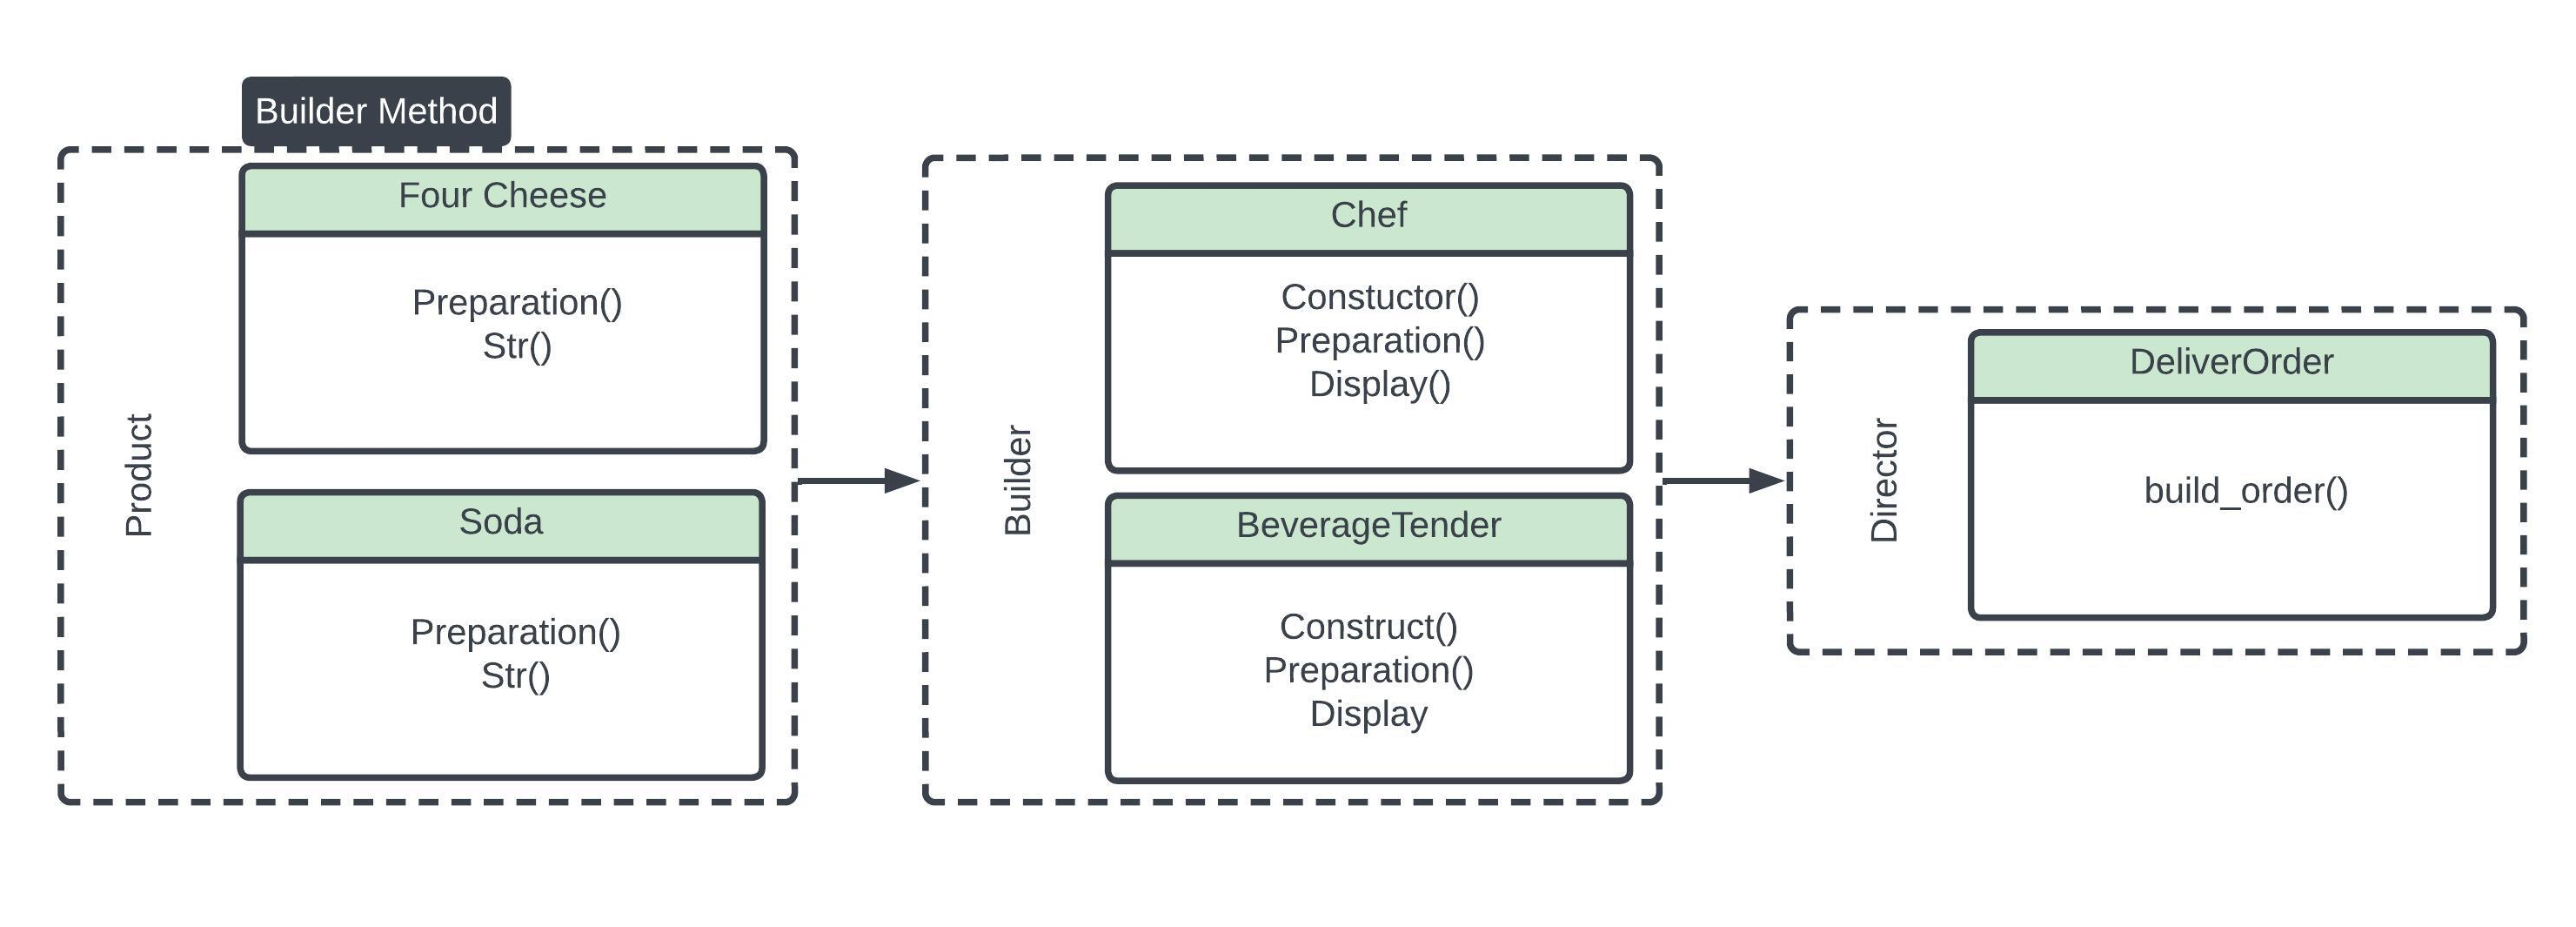 Builder Method
Product
Four Cheese
Preparation()
Str()
Soda
Preparation()
Str()
Builder
Chef
Constuctor()
Preparation()
Display()
BeverageTender
Construct()
Preparation()
Display
Director
DeliverOrder
build_order()